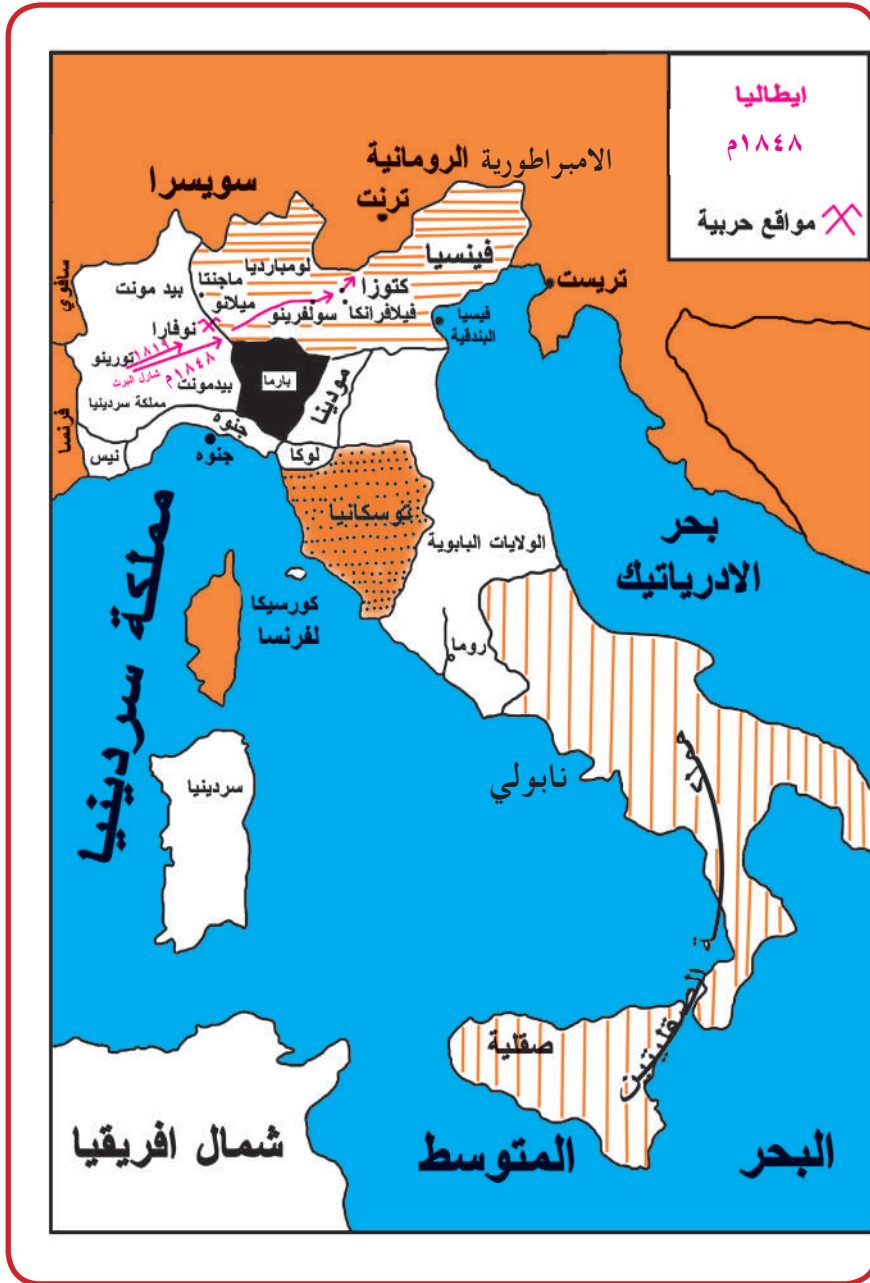 ايطاليا
١٨٤٨م
مواقع حربية
الامبراطورية الرومانية
سويسرا
ترنت
فينسيا
تريست
سافوي
بيد مونت
لومبارديا
ماجنتا
ميلانو
كتوزا
سولفرينو
فيلافرانكا
فيسيا
البندقية
نوفارا
تورينو
١٨١٩
شارل البرت
١٨٤٨م
بيدمونت
مملكة سردينيا
بارما
مودينا
فرنسا
نيس
جنوه
جنوه
لوكا
توسكانيا
الولايات البابوية
بحر
الادرياتيك
كورسيكا
لفرنسا
روما
مملكة سردينيا
سردينيا
نابولي
صقلية
الصقليتين
شمال افريقيا
المتوسط
البحر